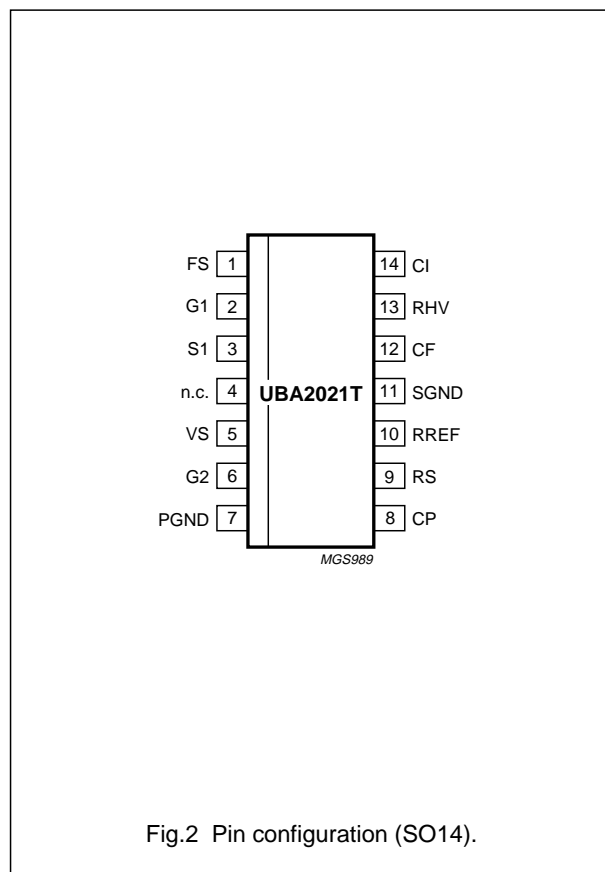 FS 1 14 CI
G1 2 13 RHV
S1 3 12 CF
n.c. 4 UBA2021T 11 SGND
VS 5 10 RREF
G2 6 9 RS
PGND 7 8 CP
MGS989
Fig.2 Pin configuration (SO14).